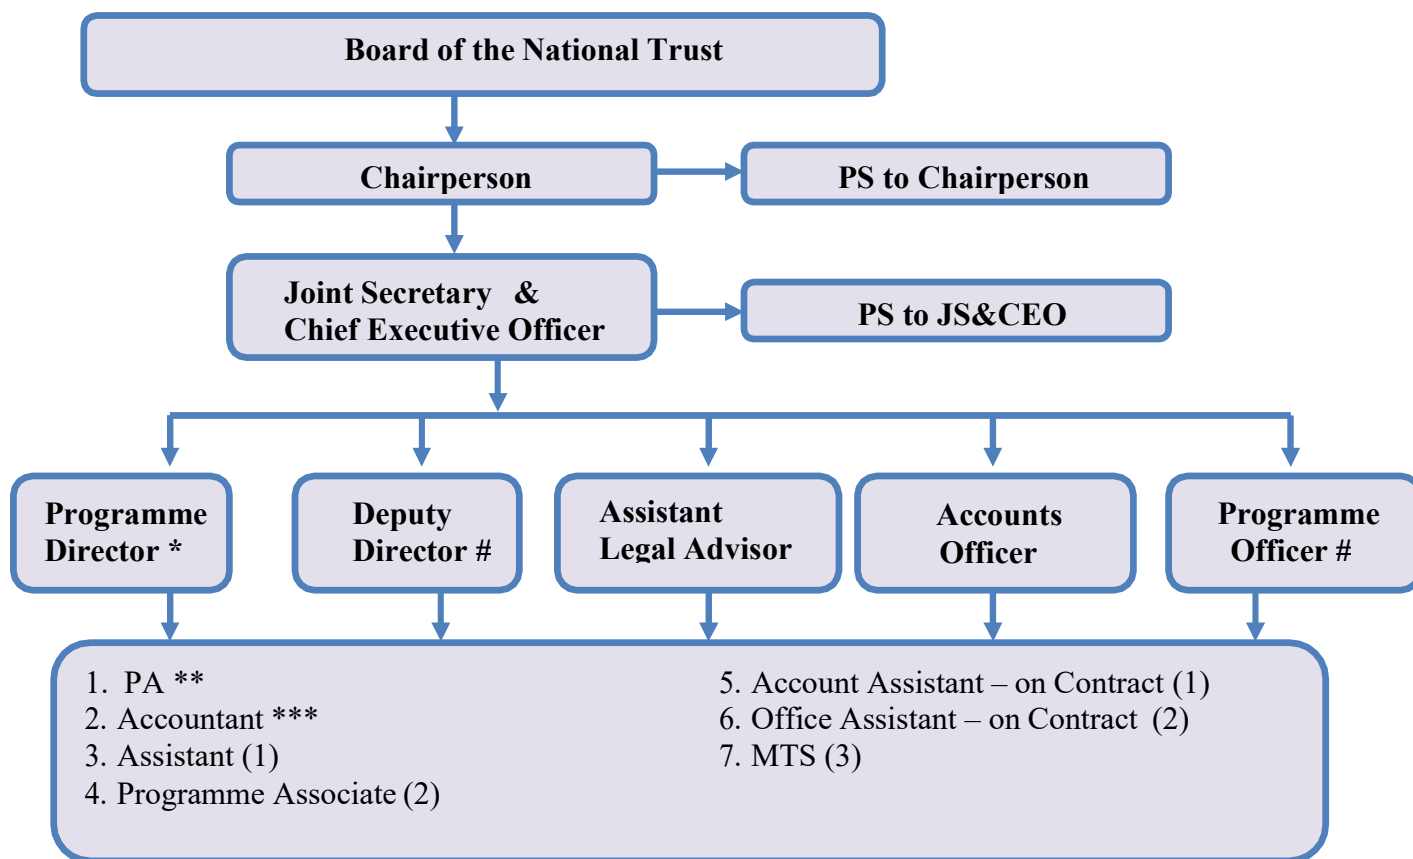 Board of the National Trust
Chairperson
PS to Chairperson
Joint Secretary &
Chief Executive Officer
PS to JS&CEO
Programme
Director *
Deputy
Director #
Assistant
Legal Advisor
Accounts
Officer
Programme
Officer #
1. PA **
2. Accountant ***
3. Assistant (1)
4. Programme Associate (2)
5. Account Assistant – on Contract (1)
6. Office Assistant – on Contract (2)
7. MTS (3)